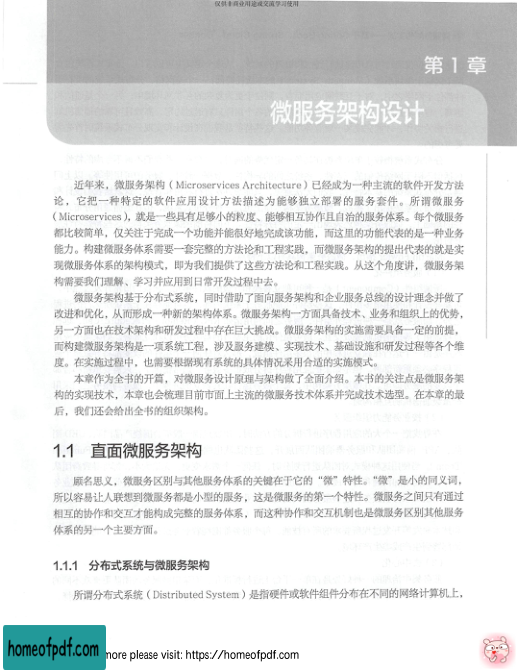 仅供非商业用途或交流学习使用
第 1 章
微服务架构设计
近年来，微服务架构（Microservices Architecture）已经成为一种主流的软件开发方法
论，它把一种特定的软件应用设计方法描述为能够独立部署的服务套件。所谓微服务
（Microservices），就是一些具有足够小的粒度、能够相互协作且自治的服务体系。每个微服务
都比较简单，仅关注于完成一个功能并能很好地完成该功能，而这里的功能代表的是一种业务
能力。构建微服务体系需要一套完整的方法论和工程实践，而微服务架构的提出代表的就是实
现微服务体系的架构模式，即为我们提供了这些方法论和工程实践。从这个角度讲，微服务架
构需要我们理解、学习并应用到日常开发过程中去。
微服务架构基于分布式系统，同时借助了面向服务架构和企业服务总线的设计理念并做了
改进和优化，从而形成一种新的架构体系。微服务架构一方面具备技术、业务和组织上的优势，
另一方面也在技术架构和研发过程中存在巨大挑战。微服务架构的实施需要具备一定的前提，
而构建微服务架构是一项系统工程，涉及服务建模、实现技术、基础设施和研发过程等各个维
度。在实施过程中，也需要根据现有系统的具体情况采用合适的实施模式。
本章作为全书的开篇，对微服务设计原理与架构做了全面介绍。本书的关注点是微服务架
构的实现技术，本章也会梳理目前市面上主流的微服务技术体系并完成技术选型。在本章的最
后，我们还会给出全书的组织架构。
1.1 直面微服务架构
顾名思义，微服务区别与其他服务体系的关键在于它的“微”特性。“微”是小的同义词，
所以容易让人联想到微服务都是小型的服务，这是微服务的第一个特性。微服务之间只有通过
相互的协作和交互才能构成完整的服务体系，而这种协作和交互机制也是微服务区别其他服务
体系的另一个主要方面。
1.1.1 分布式系统与微服务架构
所谓分布式系统（Distributed System）是指硬件或软件组件分布在不同的网络计算机上，
homeofpdf.com
more please visit: https://homeofpdf.com